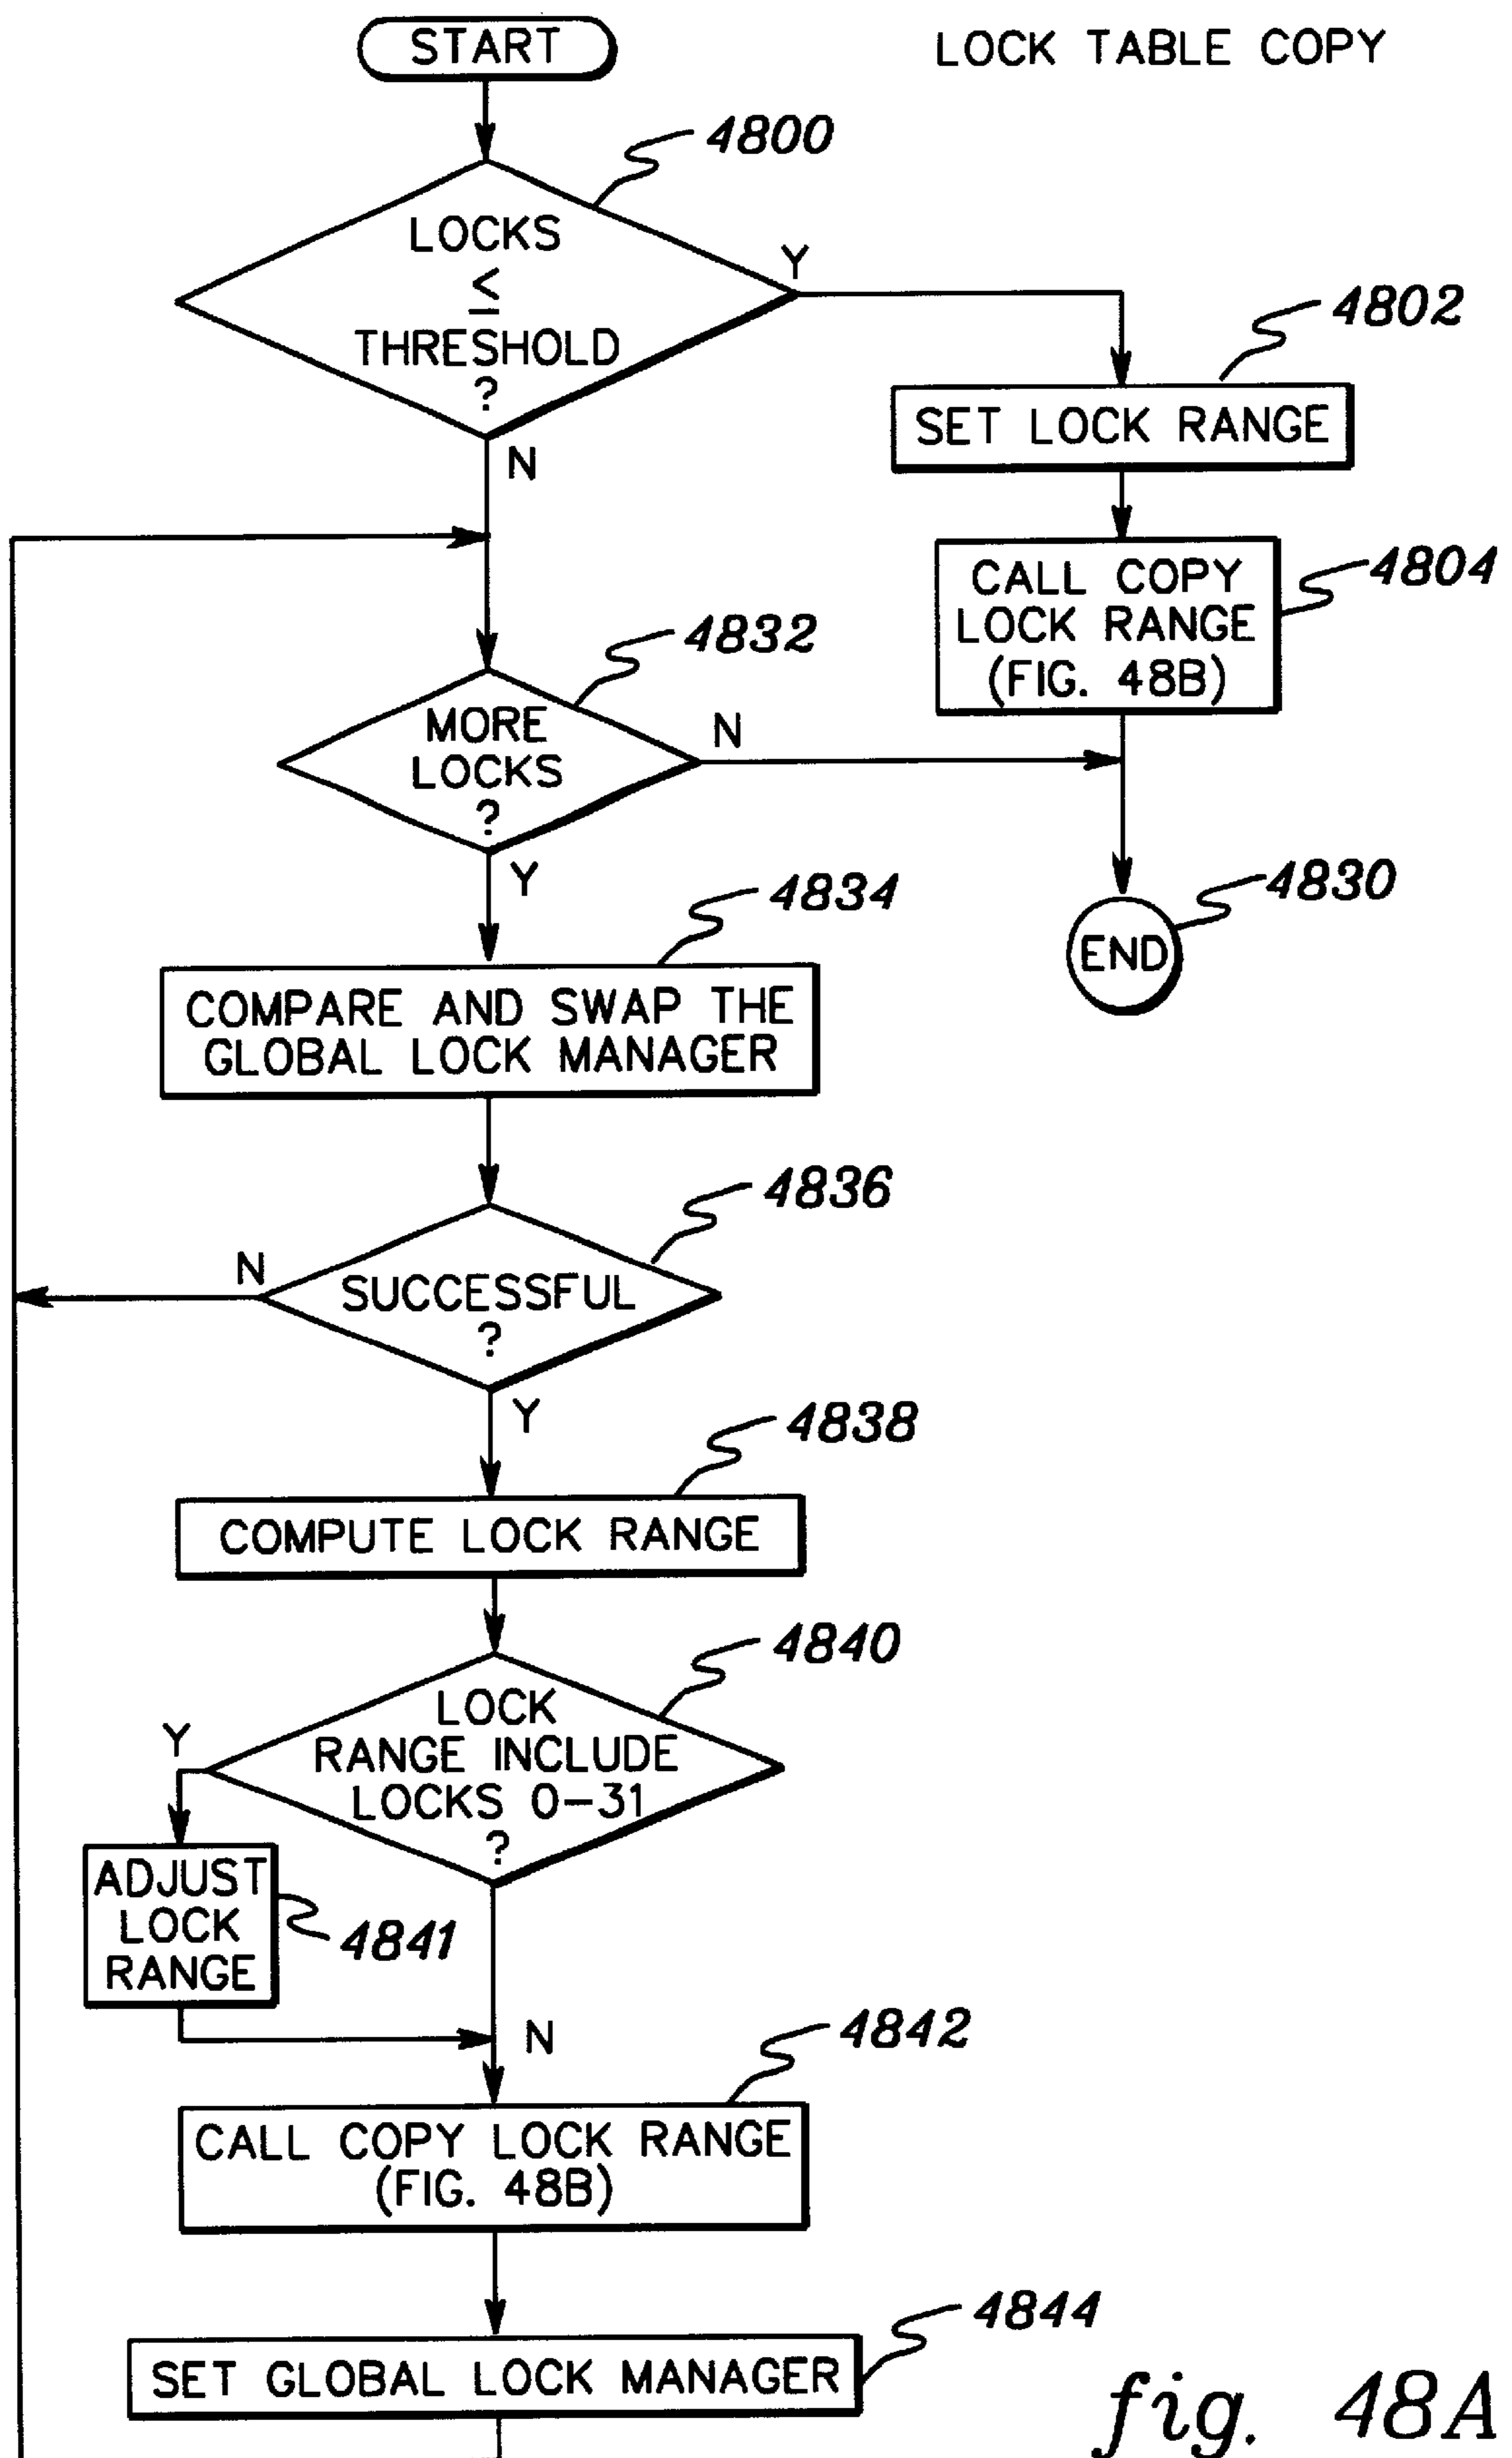 START
LOCK TABLE COPY
4800
LOCKS
≤
THRESHOLD
?
Y
N
4802
SET LOCK RANGE
CALL COPY
LOCK RANGE
(FIG. 48B)
4804
4832
MORE
LOCKS
?
N
Y
4830
END
4834
COMPARE AND SWAP THE
GLOBAL LOCK MANAGER
4836
N
SUCCESSFUL
?
Y
4838
COMPUTE LOCK RANGE
4840
LOCK
RANGE INCLUDE
LOCKS 0-31
?
Y
ADJUST
LOCK
RANGE
4841
N
4842
CALL COPY LOCK RANGE
(FIG. 48B)
4844
SET GLOBAL LOCK MANAGER
fig. 48A